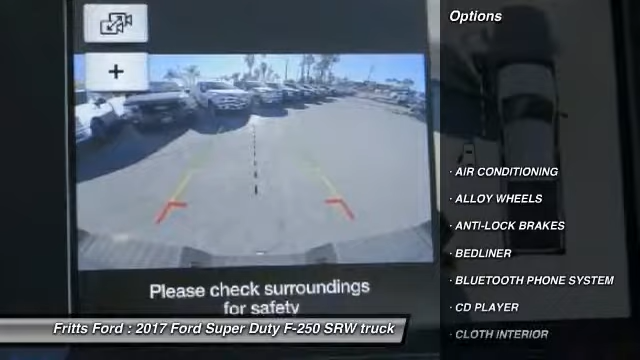 Options
· AIR CONDITIONING
· ALLOY WHEELS
· ANTI-LOCK BRAKES
· BEDLINER
· BLUETOOTH PHONE SYSTEM
· CD PLAYER
· CLOTH INTERIOR
+
Please check surroundings
for safety
Fritts Ford : 2017 Ford Super Duty F-250 SRW truck